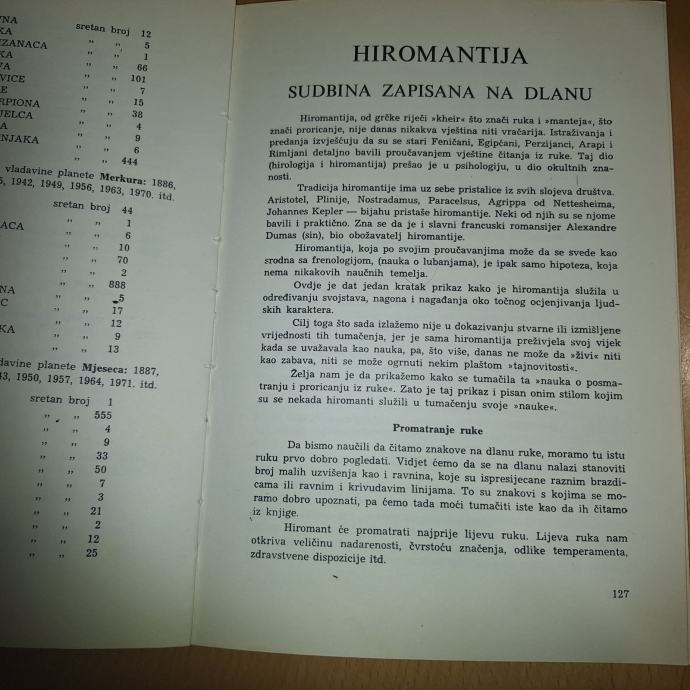 VNA sretan broj 12
KA „ „ 5
IZANACA „ „ 1
KA „ „ 66
VA „ „ 101
VICE „ „ 7
E „ „ 15
RPIONA „ „ 38
JELCA „ „ 4
A „ „ 9
NJAKA „ „ 6
„ „ 444
vladavine planete Merkura: 1886,
5, 1942, 1949, 1956, 1963, 1970. itd.
sretan broj 44
„ „ 1
ACA „ „ 6
„ „ 10
„ „ 70
„ „ 2
„ „ 888
NA „ „ 5
C „ „ 17
„ „ 12
KA „ „ 9
„ „ 13
adavine planete Mjeseca: 1887,
43, 1950, 1957, 1964, 1971. itd.
sretan broj 1
„ „ 555
„ „ 4
„ „ 9
„ „ 33
„ „ 50
„ „ 7
„ „ 3
„ „ 21
„ „ 2
„ „ 12
„ „ 25
HIROMANTIJA
SUDBINA ZAPISANA NA DLANU
Hiromantija, od grčke riječi »kheir« što znači ruka i »manteja«, što
znači proricanje, nije danas nikakva vještina niti vračarija. Istraživanja i
predanja izvješćuju da su se stari Feničani, Egipćani, Perzijanci, Arapi i
Rimljani detaljno bavili proučavanjem vještine čitanja iz ruke. Taj dio
(hirologija i hiromantija) prešao je u psihologiju, u dio okultnih zna-
nosti.
Tradicija hiromantije ima uz sebe pristalice iz svih slojeva društva.
Aristotel, Plinije, Nostradamus, Paracelsus, Agrippa od Nettesheima,
Johannes Kepler — bijahu pristaše hiromantije. Neki od njih su se njome
bavili i praktično. Zna se da je i slavni francuski romansijer Alexandre
Dumas (sin), bio obožavatelj hiromantije.
Hiromantija, koja po svojim proučavanjima može da se svede kao
srodna sa frenologijom, (nauka o lubanjama), je ipak samo hipoteza, koja
nema nikakovih naučnih temelja.
Ovdje je dat jedan kratak prikaz kako je hiromantija služila u
određivanju svojstava, nagona i nagađanja oko točnog ocjenjivanja ljud-
skih karaktera.
Cilj toga što sada izlažemo nije u dokazivanju stvarne ili izmišljene
vrijednosti tih tumačenja, jer je sama hiromantija preživjela svoj vijek
kada se uvažavala kao nauka, pa, što više, danas ne može da »živi« niti
kao zabava, niti se može ogrnuti nekim plaštom »tajnovitosti«.
Želja nam je da prikažemo kako se tumačila ta »nauka o posma-
tranju i proricanju iz ruke«. Zato je taj prikaz i pisan onim stilom kojim
su se nekada hiromanti služili u tumačenju svoje »nauke«.
Promatranje ruke
Da bismo naučili da čitamo znakove na dlanu ruke, moramo tu istu
ruku prvo dobro pogledati. Vidjet ćemo da se na dlanu nalazi stanoviti
broj malih uzvišenja kao i ravnina, koje su ispresijecane raznim brazdi-
cama ili ravnim i krivudavim linijama. To su znakovi s kojima se mo-
ramo dobro upoznati, pa ćemo tada moći tumačiti iste kao da ih čitamo
iz knjige.
Hiromant će promatrati najprije lijevu ruku. Lijeva ruka nam
otkriva veličinu nadarenosti, čvrstoću značenja, odlike temperamenta,
zdravstvene dispozicije itd.
127